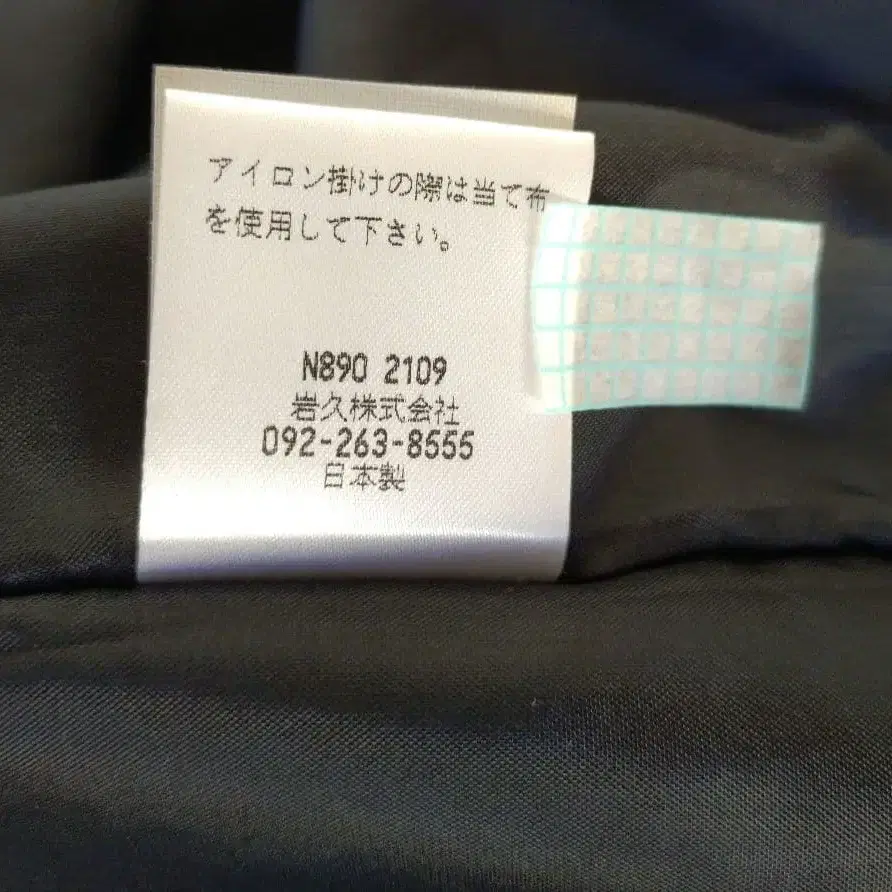 アイロン掛けの際は当て布
を使用して下さい。
N890 2109
岩久株式会社
092-263-8555
日本製